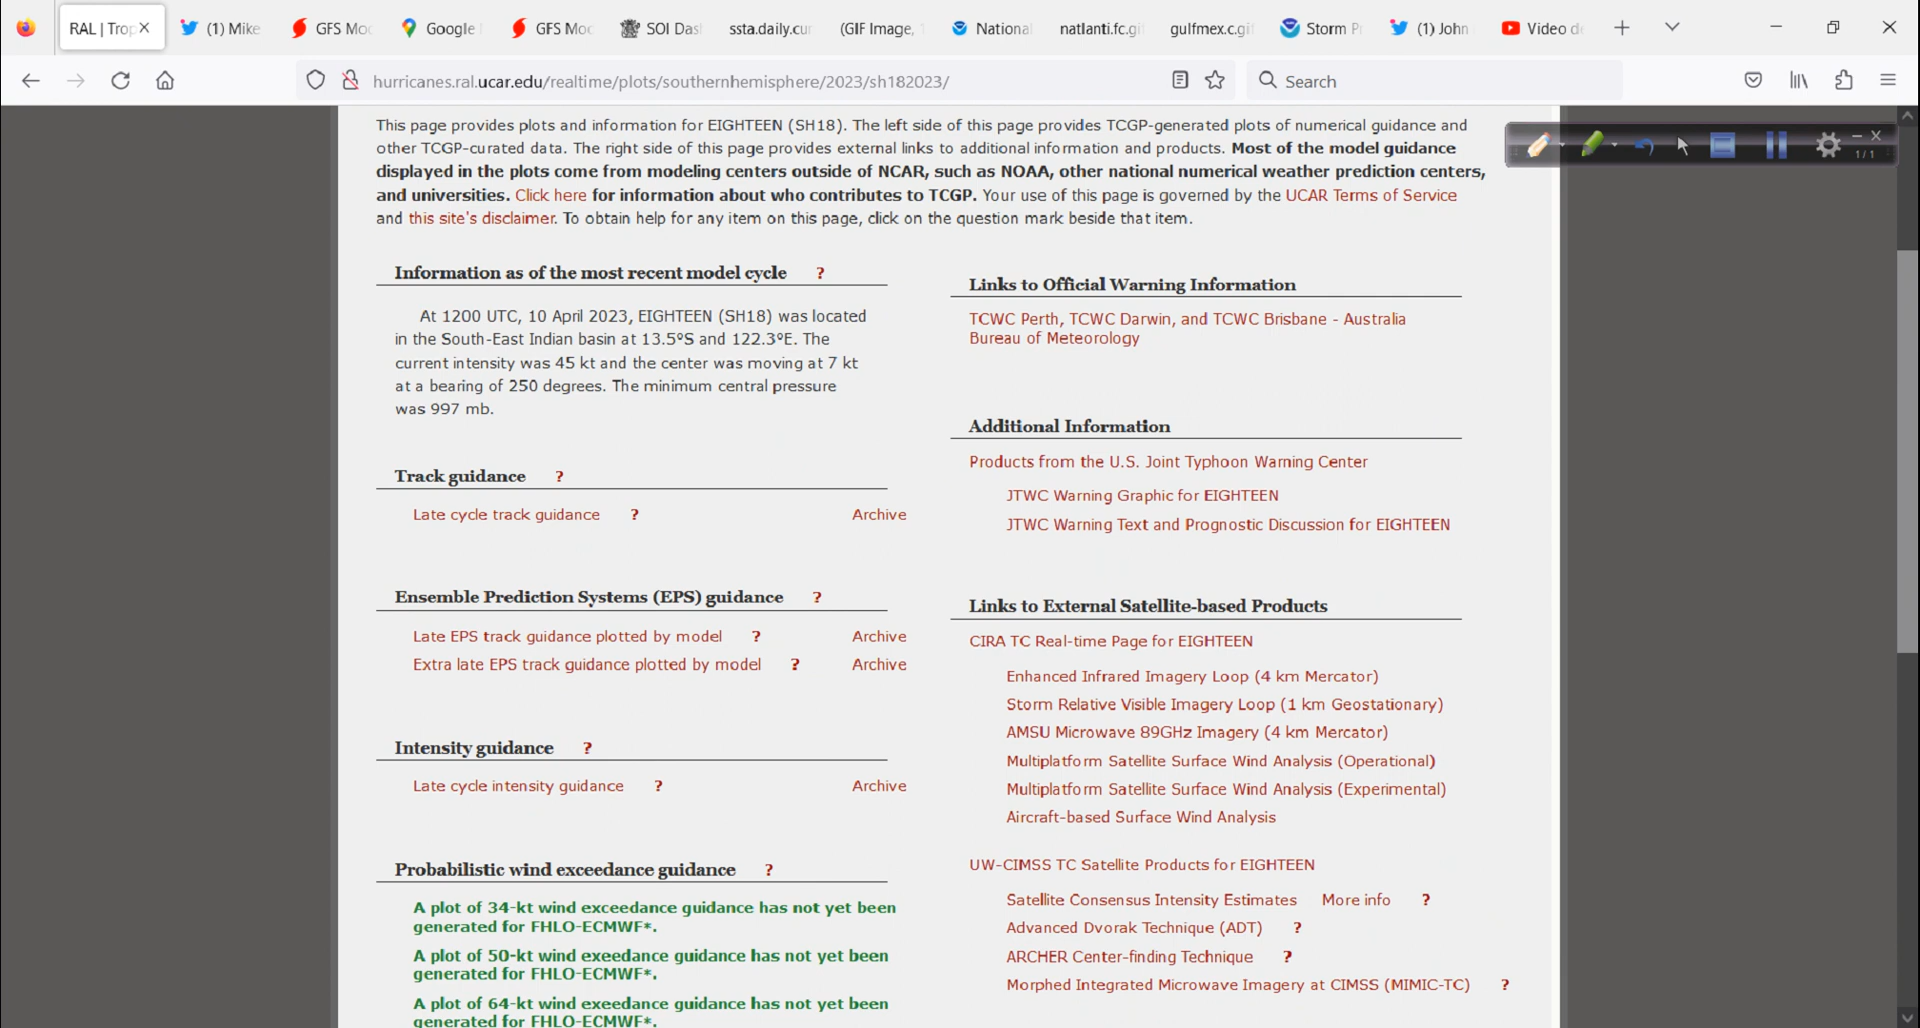 RAL | Trop
(1) Mike
GFS Mo
Google
GFS Mo
SOI Das
ssta.daily.cu
(GIF Image,
National
natlanti.fc.gi
gulfmex.c.gif
Storm P
(1) John
Video d
hurricanes.ral.ucar.edu/realtime/plots/southernhemisphere/2023/sh182023/
Search
1/1
This page provides plots and information for EIGHTEEN (SH18). The left side of this page provides TCGP-generated plots of numerical guidance and
other TCGP-curated data. The right side of this page provides external links to additional information and products. Most of the model guidance
displayed in the plots come from modeling centers outside of NCAR, such as NOAA, other national numerical weather prediction centers,
and universities. Click here for information about who contributes to TCGP. Your use of this page is governed by the UCAR Terms of Service
and this site's disclaimer. To obtain help for any item on this page, click on the question mark beside that item.
Information as of the most recent model cycle ?
At 1200 UTC, 10 April 2023, EIGHTEEN (SH18) was located
in the South-East Indian basin at 13.5°S and 122.3°E. The
current intensity was 45 kt and the center was moving at 7 kt
at a bearing of 250 degrees. The minimum central pressure
was 997 mb.
Track guidance ?
Late cycle track guidance ? Archive
Ensemble Prediction Systems (EPS) guidance ?
Late EPS track guidance plotted by model ? Archive
Extra late EPS track guidance plotted by model ? Archive
Intensity guidance ?
Late cycle intensity guidance ? Archive
Probabilistic wind exceedance guidance ?
A plot of 34-kt wind exceedance guidance has not yet been
generated for FHLO-ECMWF*.
A plot of 50-kt wind exeedance guidance has not yet been
generated for FHLO-ECMWF*.
A plot of 64-kt wind exeedance guidance has not yet been
generated for FHLO-ECMWF*.
Links to Official Warning Information
TCWC Perth, TCWC Darwin, and TCWC Brisbane - Australia
Bureau of Meteorology
Additional Information
Products from the U.S. Joint Typhoon Warning Center
JTWC Warning Graphic for EIGHTEEN
JTWC Warning Text and Prognostic Discussion for EIGHTEEN
Links to External Satellite-based Products
CIRA TC Real-time Page for EIGHTEEN
Enhanced Infrared Imagery Loop (4 km Mercator)
Storm Relative Visible Imagery Loop (1 km Geostationary)
AMSU Microwave 89GHz Imagery (4 km Mercator)
Multiplatform Satellite Surface Wind Analysis (Operational)
Multiplatform Satellite Surface Wind Analysis (Experimental)
Aircraft-based Surface Wind Analysis
UW-CIMSS TC Satellite Products for EIGHTEEN
Satellite Consensus Intensity Estimates More info ?
Advanced Dvorak Technique (ADT) ?
ARCHER Center-finding Technique ?
Morphed Integrated Microwave Imagery at CIMSS (MIMIC-TC) ?